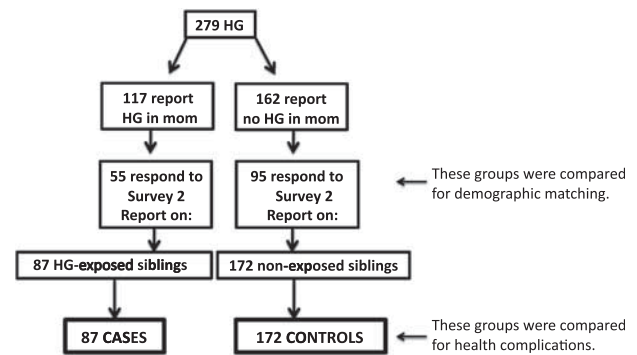 279 HG
117 report
HG in mom
162 report
no HG in mom
55 respond to
Survey 2
Report on:
95 respond to
Survey 2
Report on:
These groups were compared
for demographic matching.
87 HG-exposed siblings
172 non-exposed siblings
87 CASES
172 CONTROLS
These groups were compared
for health complications.